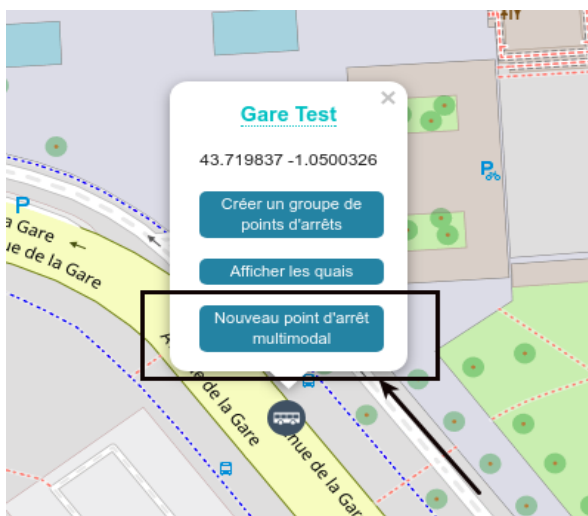 Gare Test
×
43.719837 -1.0500326
Créer un groupe de
points d'arrêts
Afficher les quais
Nouveau point d'arrêt
multimodal
P
P
a Gare
ue de la Gare
de la Gare
nue de la Gar